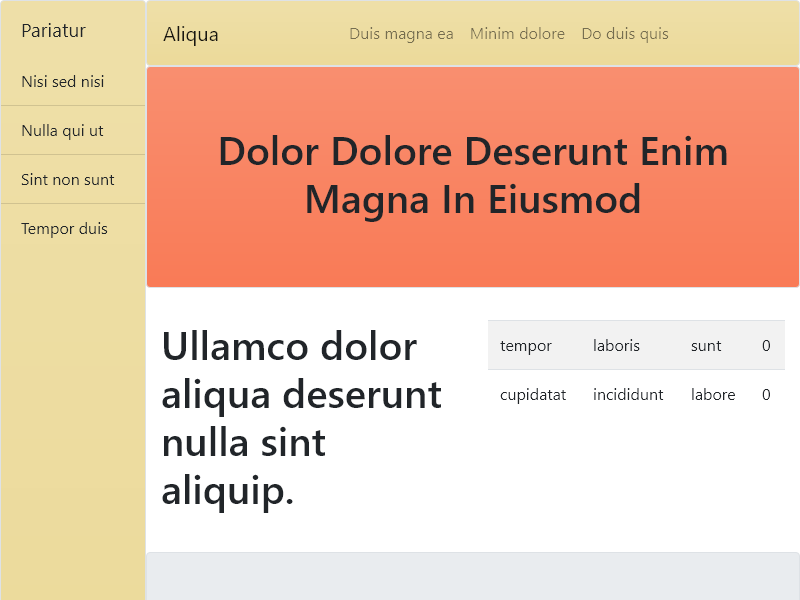 Pariatur
Nisi sed nisi
Nulla qui ut
Sint non sunt
Tempor duis
Aliqua
Duis magna ea Minim dolore Do duis quis
Dolor Dolore Deserunt Enim
Magna In Eiusmod
Ullamco dolor
aliqua deserunt
nulla sint
aliquip.
tempor laboris sunt 0
cupidatat incididunt labore 0